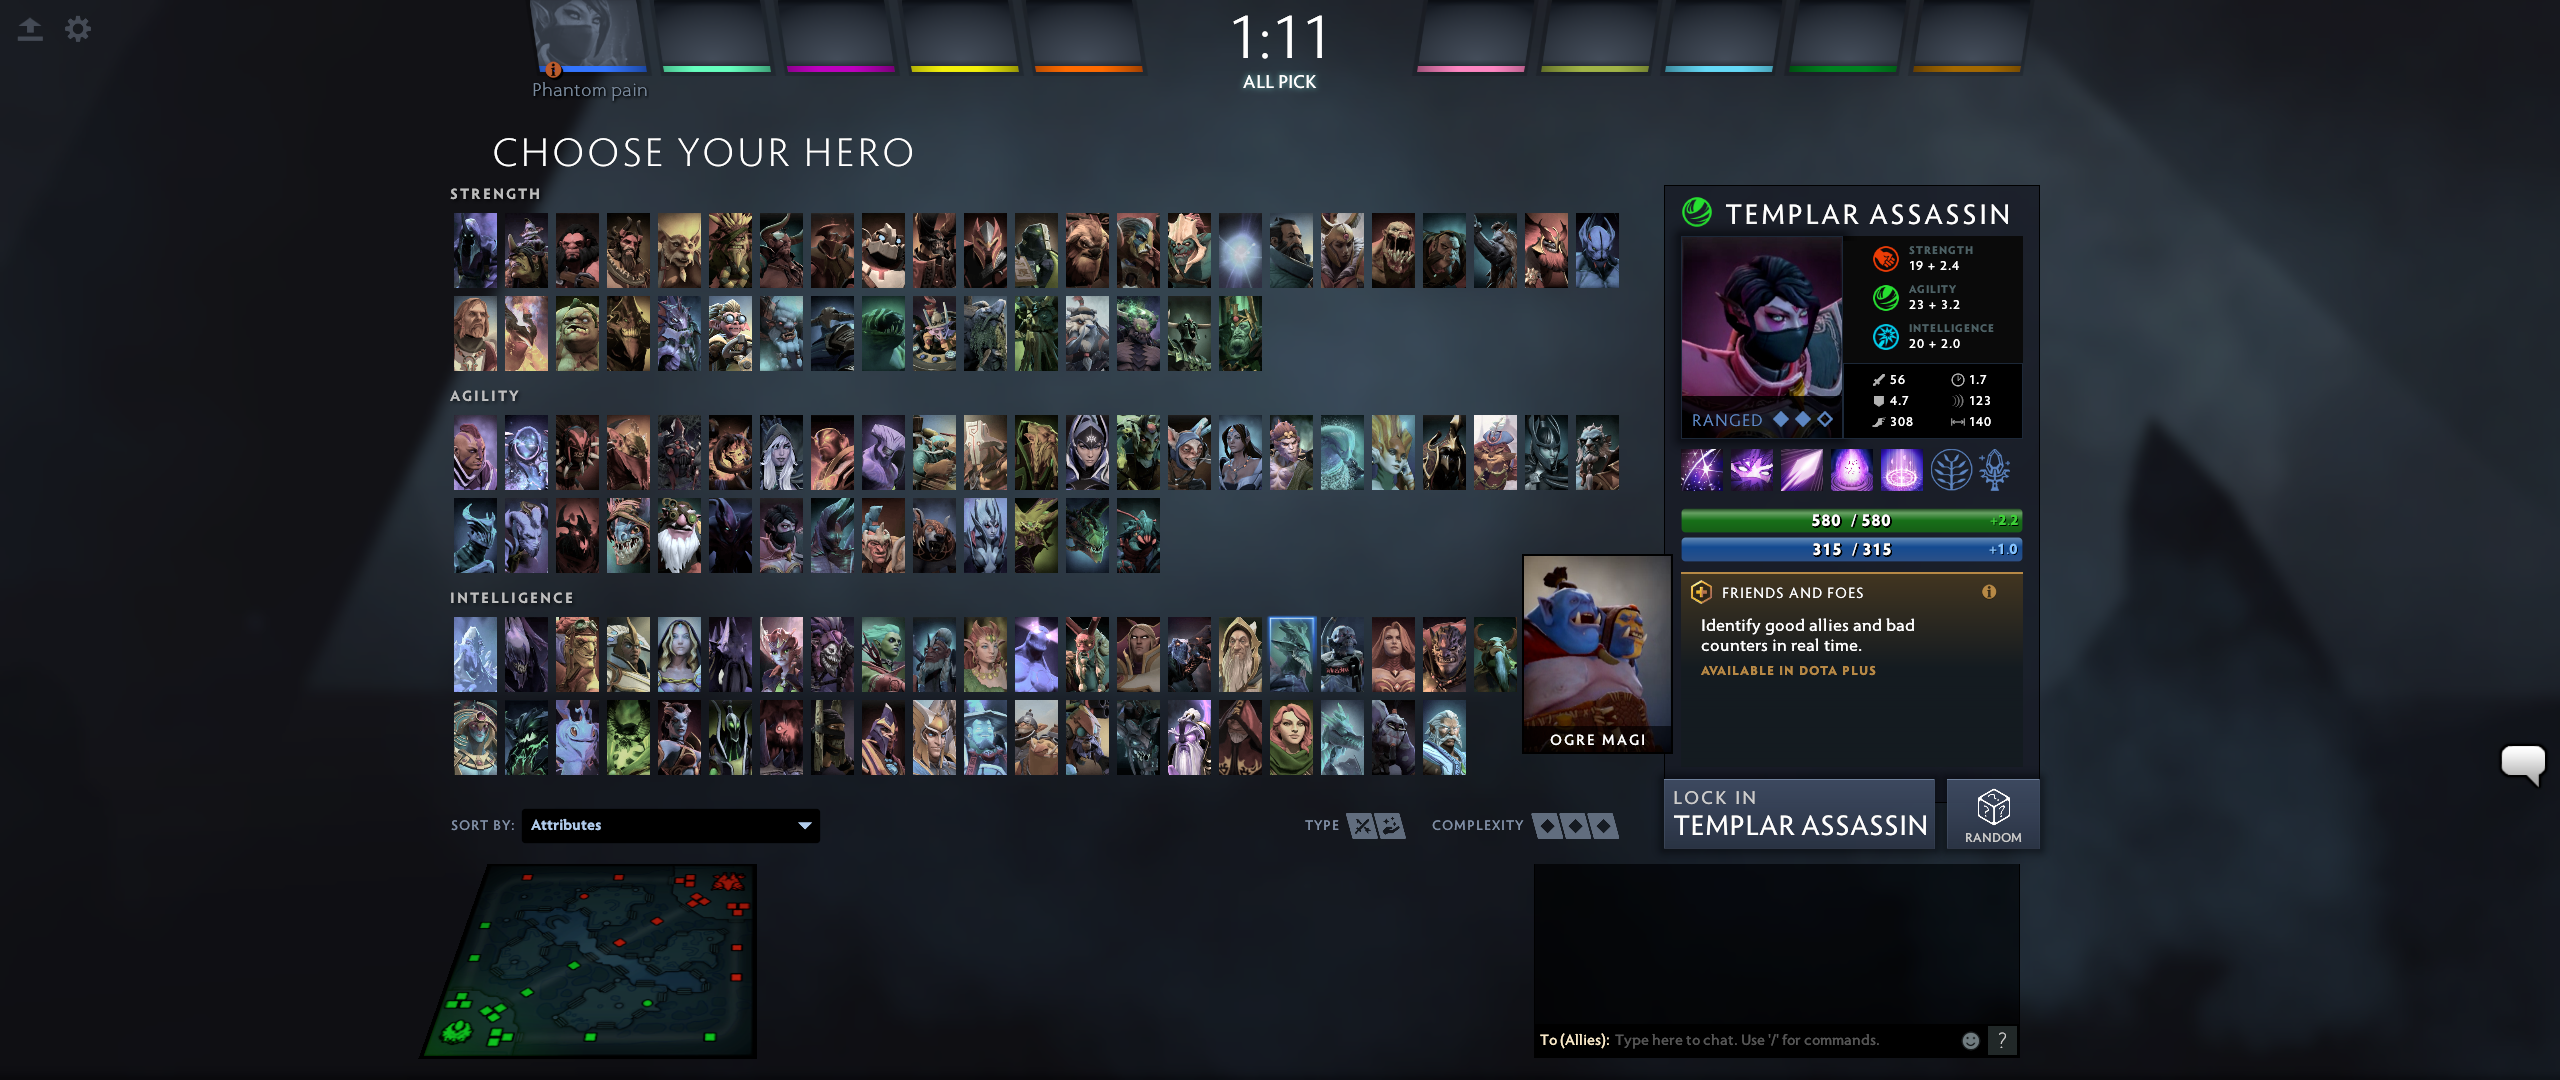 1:11
ALL PICK
Phantom pain
CHOOSE YOUR HERO
STRENGTH
AGILITY
INTELLIGENCE
OGRE MAGI
TEMPLAR ASSASSIN
STRENGTH
19 + 2.4
AGILITY
23 + 3.2
INTELLIGENCE
20 + 2.0
56 1.7
4.7 123
308 140
RANGED
580 / 580 +2.2
315 / 315 +1.0
FRIENDS AND FOES
Identify good allies and bad
counters in real time.
AVAILABLE IN DOTA PLUS
LOCK IN
TEMPLAR ASSASSIN
RANDOM
SORT BY: Attributes
TYPE COMPLEXITY
To (Allies): Type here to chat. Use '/' for commands. ?